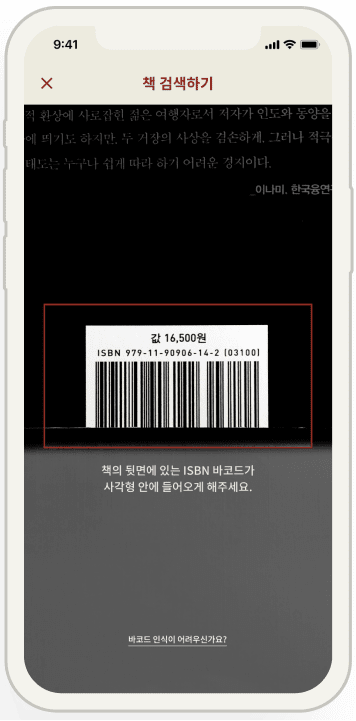 9:41
책 검색하기
적 환상에 사로잡힌 젊은 여행자로서 저자가 인도와 동양을
에 띄기도 하지만, 두 거장의 사상을 겸손하게, 그러나 적극
태도는 누구나 쉽게 따라 하기 어려운 경지이다.
_이나미, 한국융연
값 16,500원
ISBN 979-11-90906-14-2 (03100)
책의 뒷면에 있는 ISBN 바코드가
사각형 안에 들어오게 해주세요.
바코드 인식이 어려우신가요?